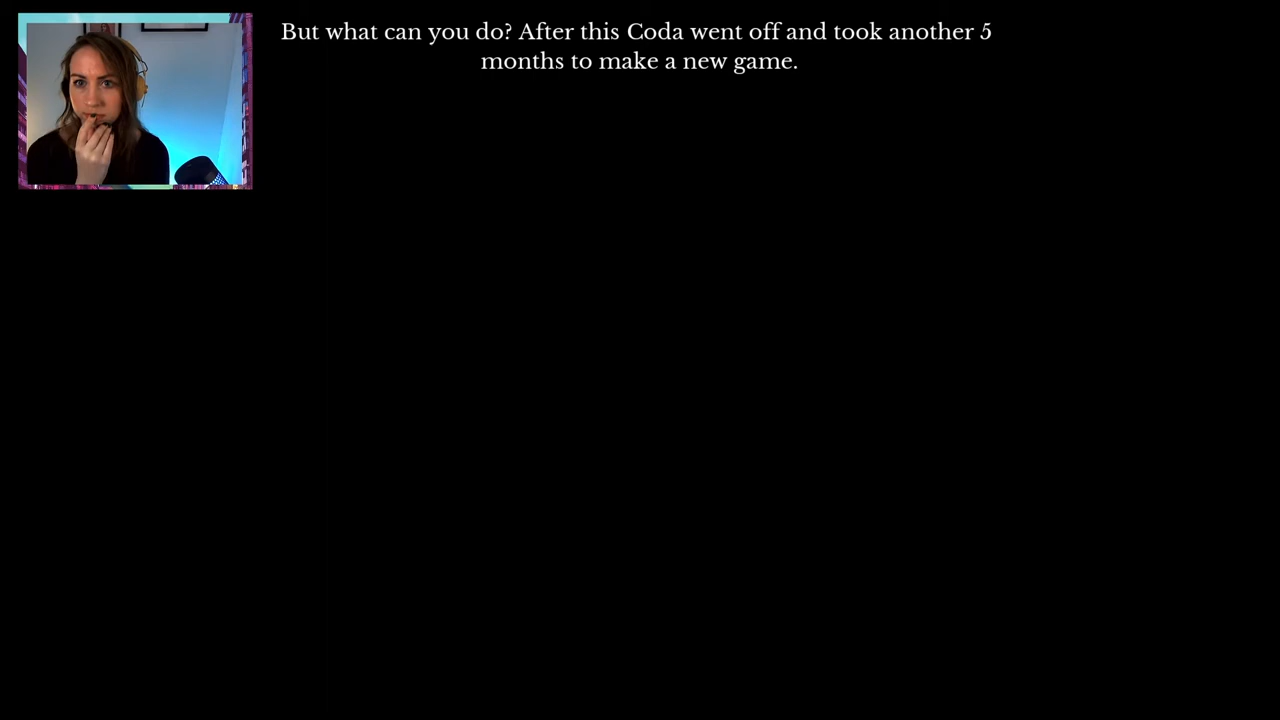 But what can you do? After this Coda went off and took another 5
months to make a new game.